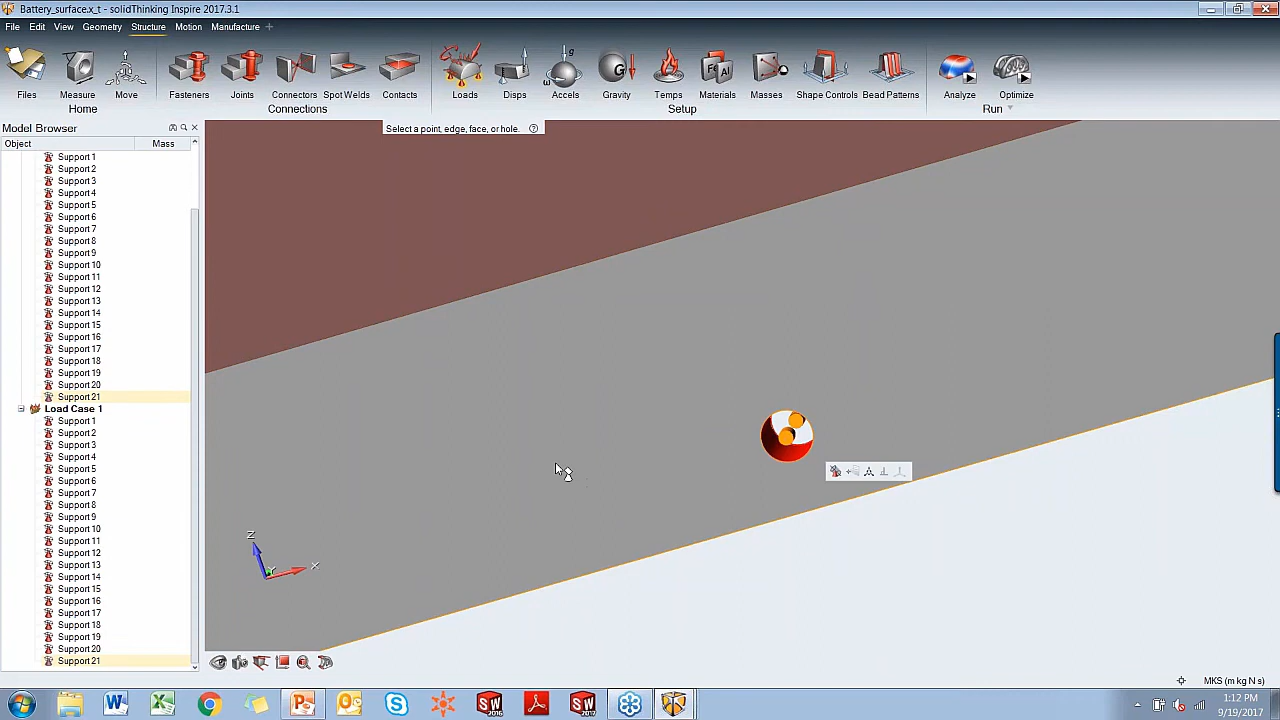 Battery_surface.x_t - solidThinking Inspire 2017.3.1
File Edit View Geometry Structure Motion Manufacture +
Files Measure Move Fasteners Joints Connectors Spot Welds Contacts Loads Disps Accels Gravity Temps Materials Masses Shape Controls Bead Patterns Analyze Optimize
Home Connections Setup Run
Model Browser
Select a point, edge, face, or hole.
Object Mass
Support 1
Support 2
Support 3
Support 4
Support 5
Support 6
Support 7
Support 8
Support 9
Support 10
Support 11
Support 12
Support 13
Support 14
Support 15
Support 16
Support 17
Support 18
Support 19
Support 20
Support 21
Load Case 1
Support 1
Support 2
Support 3
Support 4
Support 5
Support 6
Support 7
Support 8
Support 9
Support 10
Support 11
Support 12
Support 13
Support 14
Support 15
Support 16
Support 17
Support 18
Support 19
Support 20
Support 21
Z
Y
X
MKS (m kg N s)
1:12 PM
9/19/2017